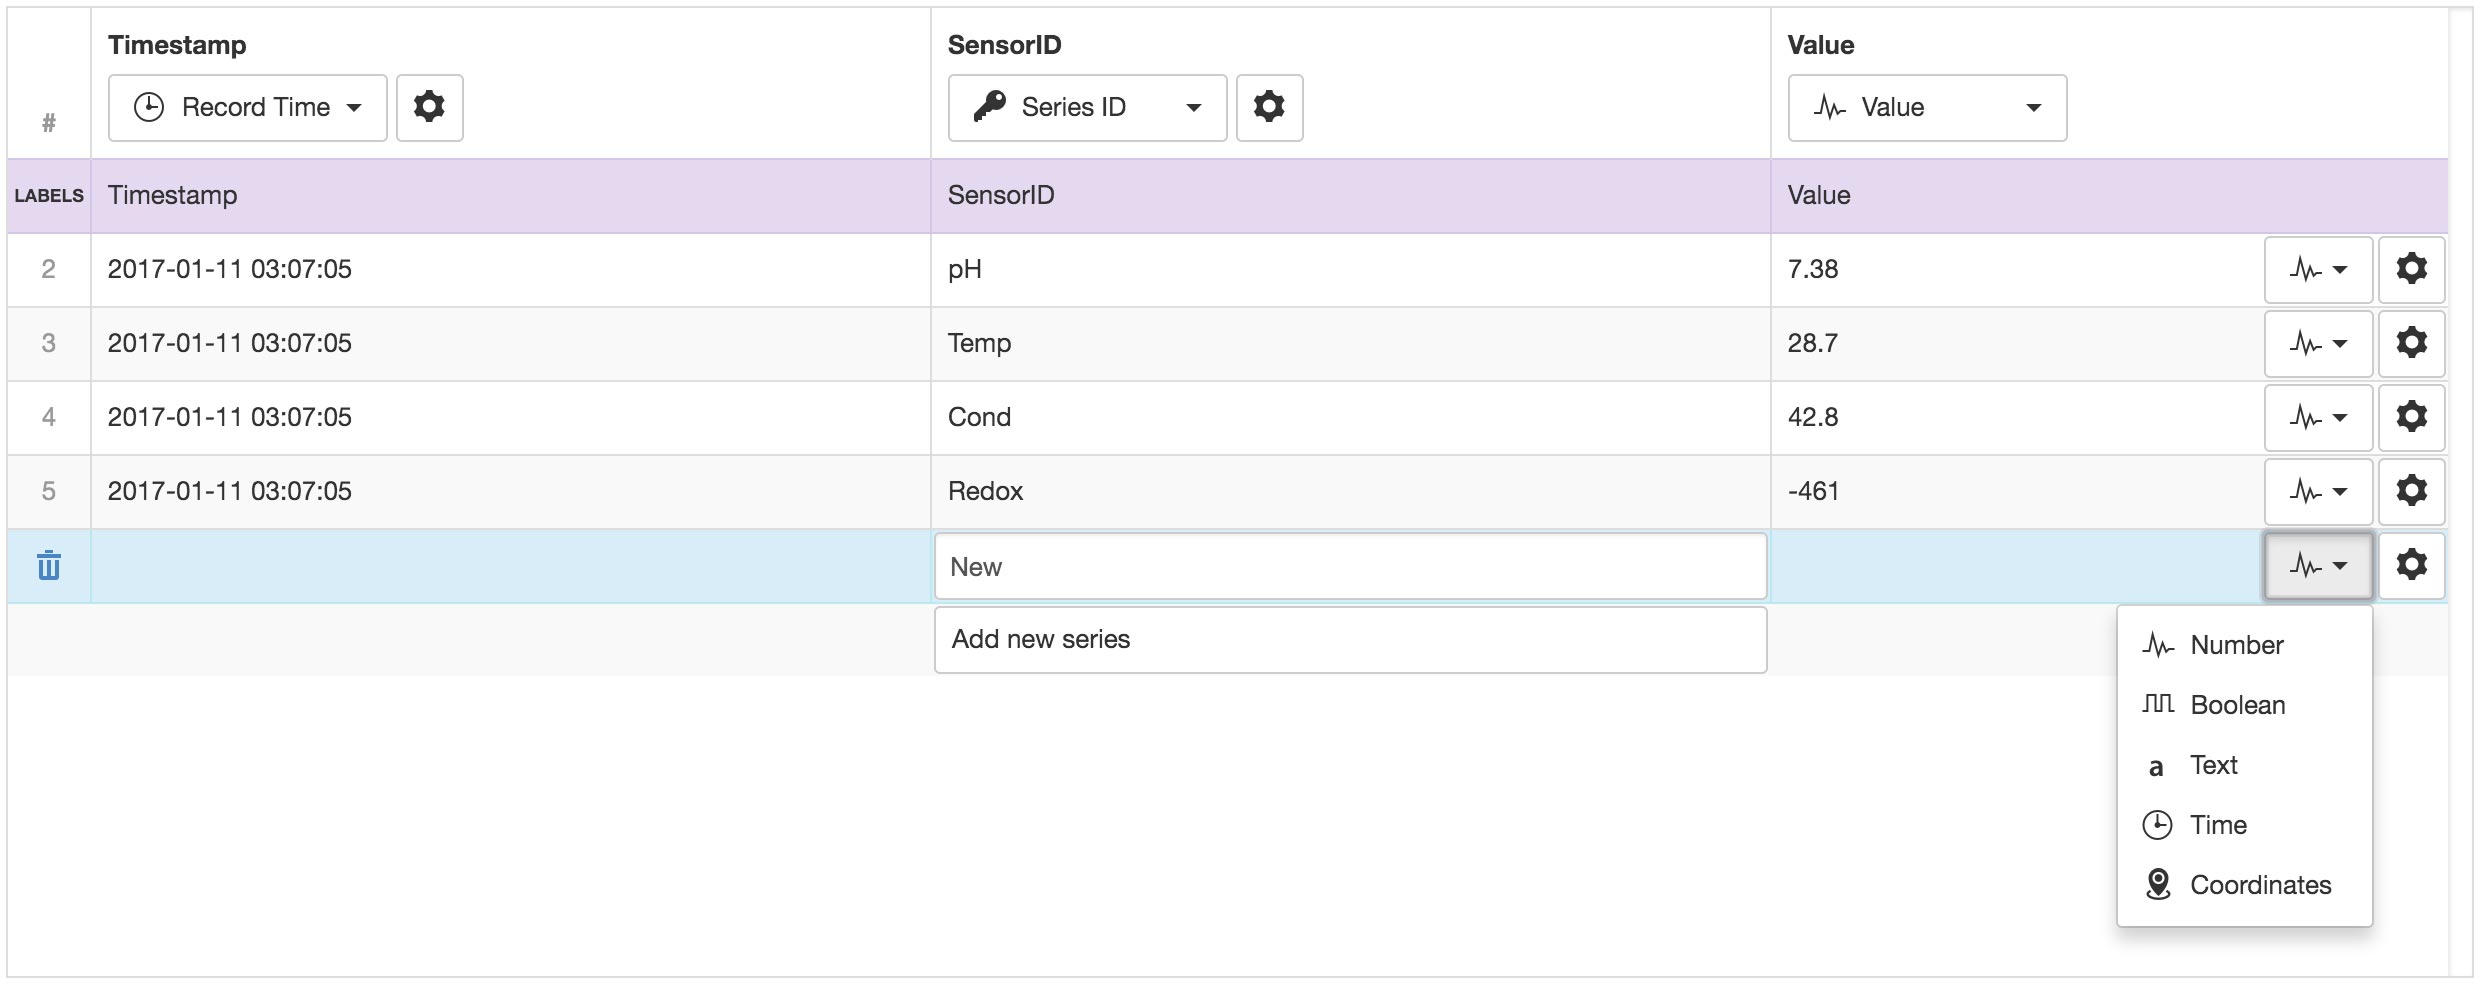 Timestamp SensorID Value
# Record Time Series ID Value
LABELS Timestamp SensorID Value
2 2017-01-11 03:07:05 pH 7.38
3 2017-01-11 03:07:05 Temp 28.7
4 2017-01-11 03:07:05 Cond 42.8
5 2017-01-11 03:07:05 Redox -461
New
Add new series
Number
Boolean
a Text
Time
Coordinates